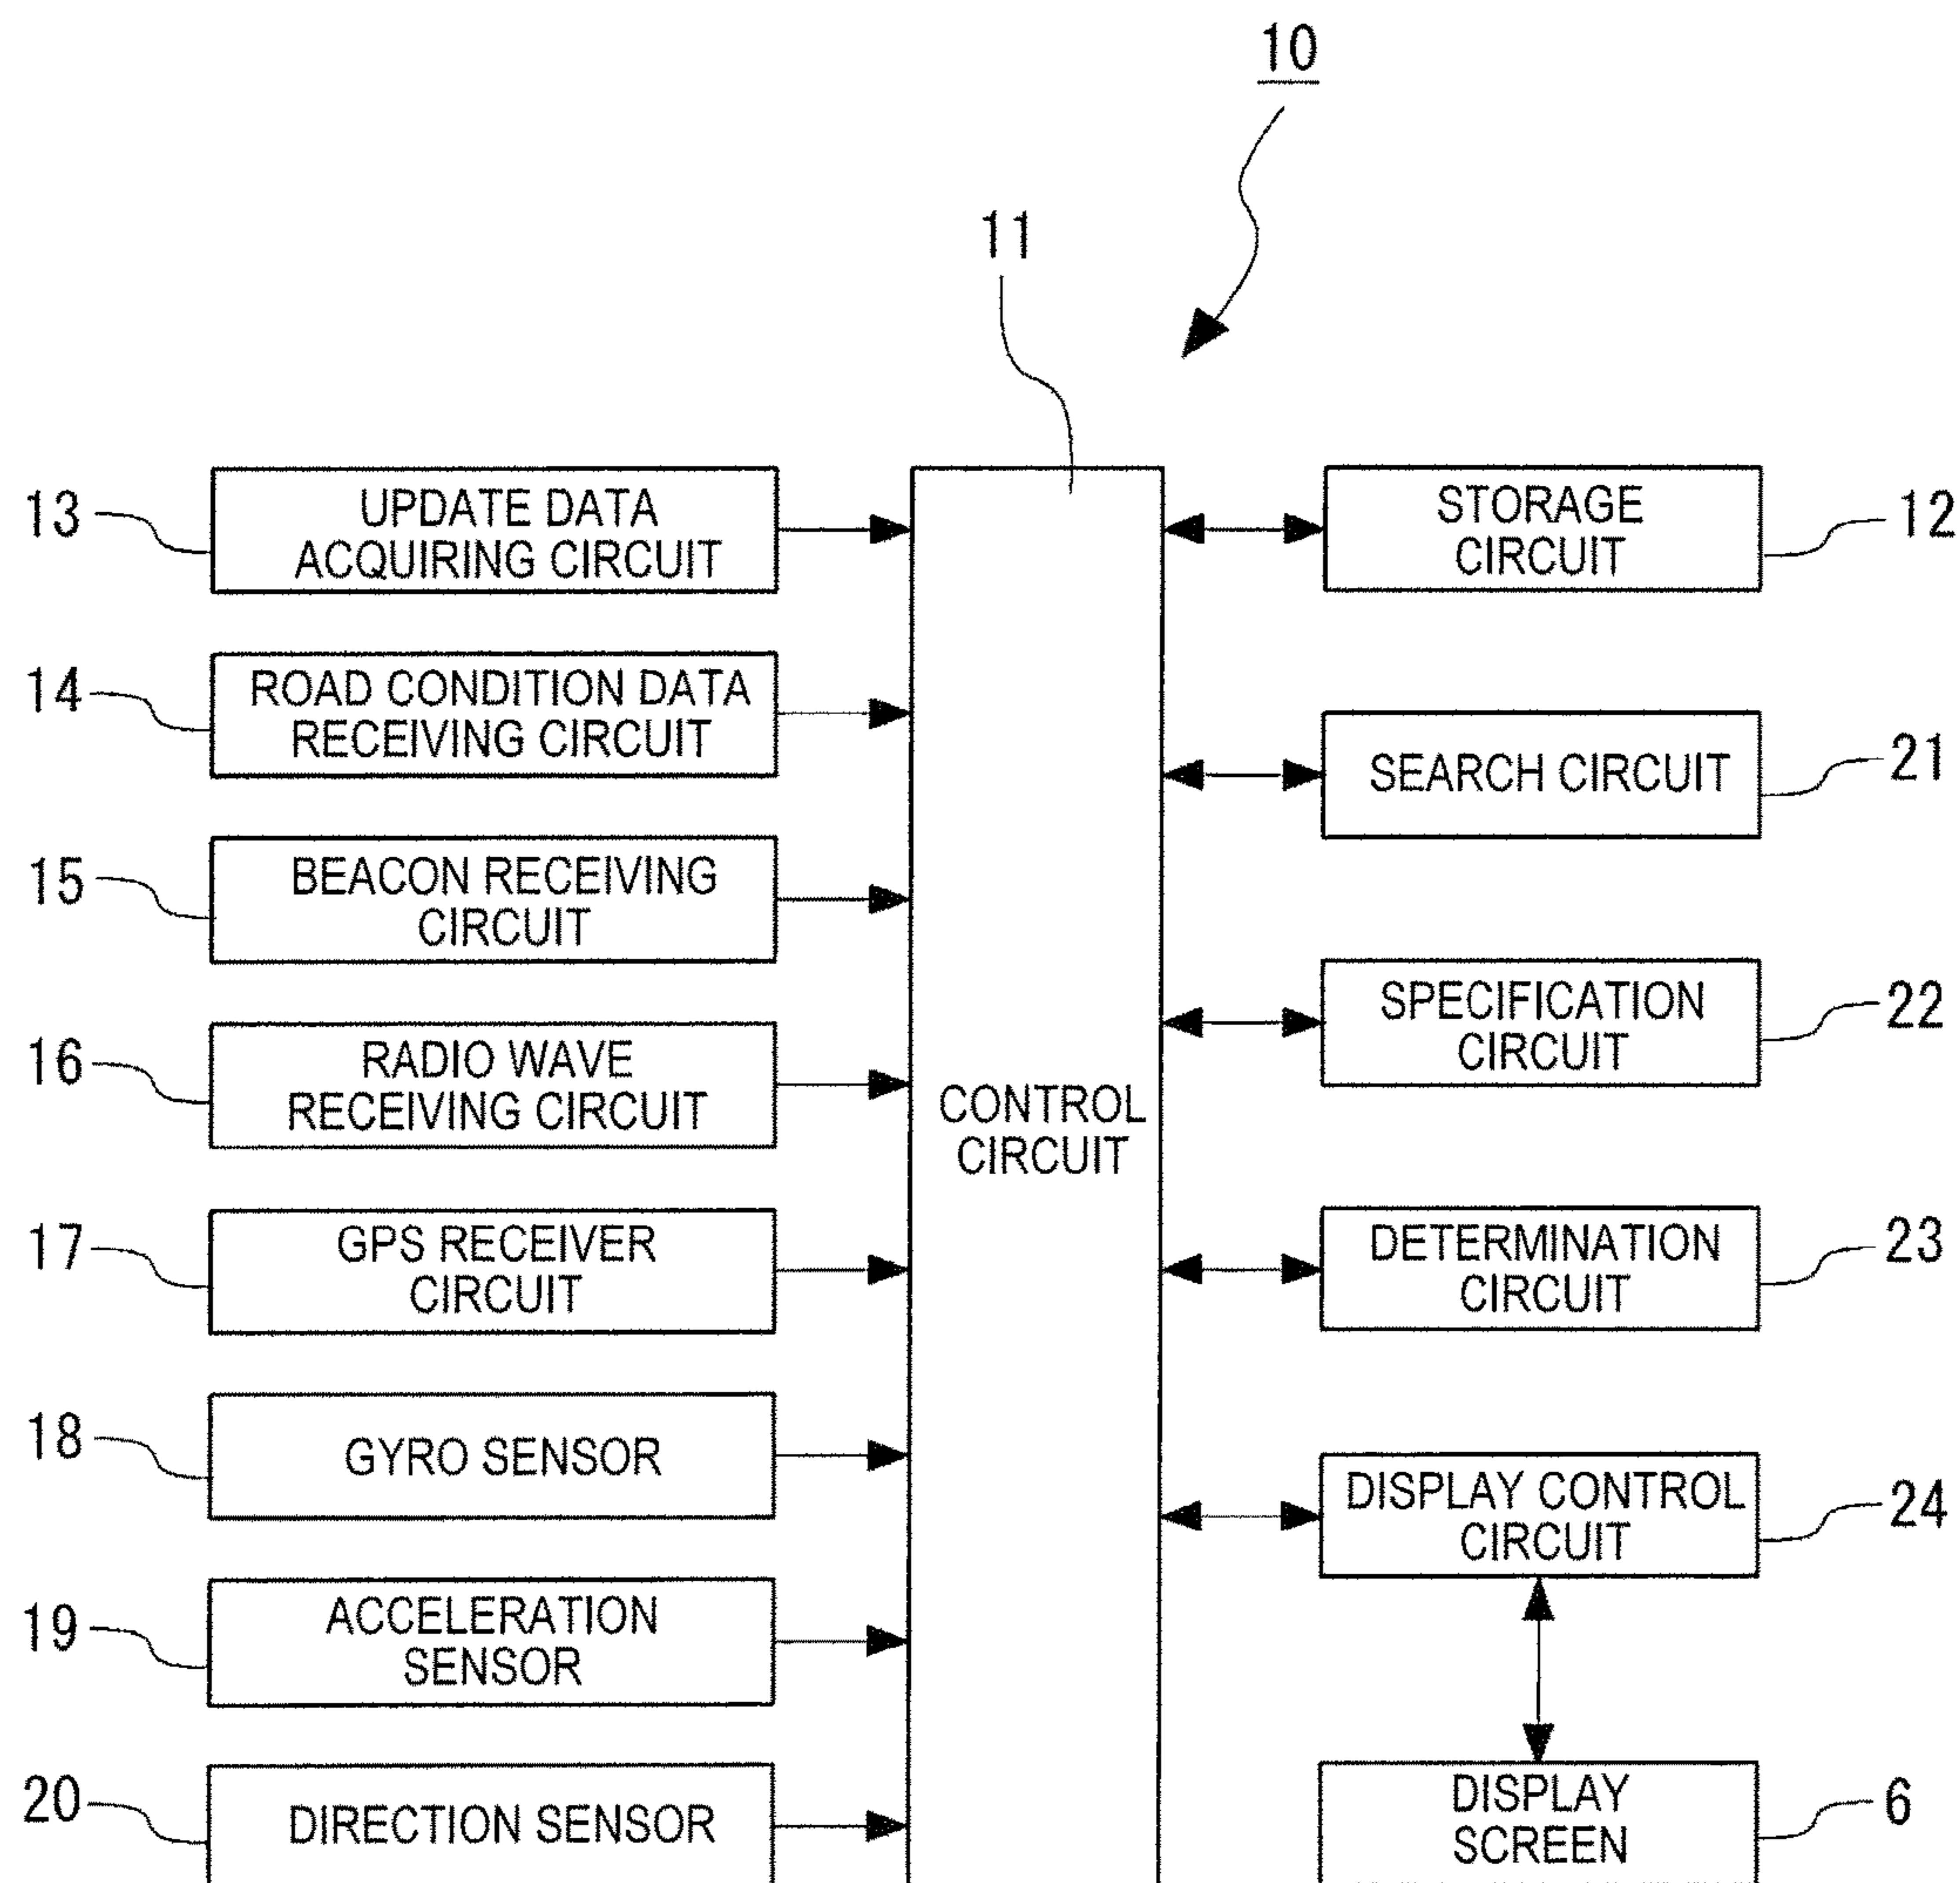 10
11
13
UPDATE DATA
ACQUIRING CIRCUIT
14
ROAD CONDITION DATA
RECEIVING CIRCUIT
15
BEACON RECEIVING
CIRCUIT
16
RADIO WAVE
RECEIVING CIRCUIT
17
GPS RECEIVER
CIRCUIT
18
GYRO SENSOR
19
ACCELERATION
SENSOR
20
DIRECTION SENSOR
CONTROL
CIRCUIT
STORAGE
CIRCUIT
12
SEARCH CIRCUIT
21
SPECIFICATION
CIRCUIT
22
DETERMINATION
CIRCUIT
23
DISPLAY CONTROL
CIRCUIT
24
DISPLAY
SCREEN
6